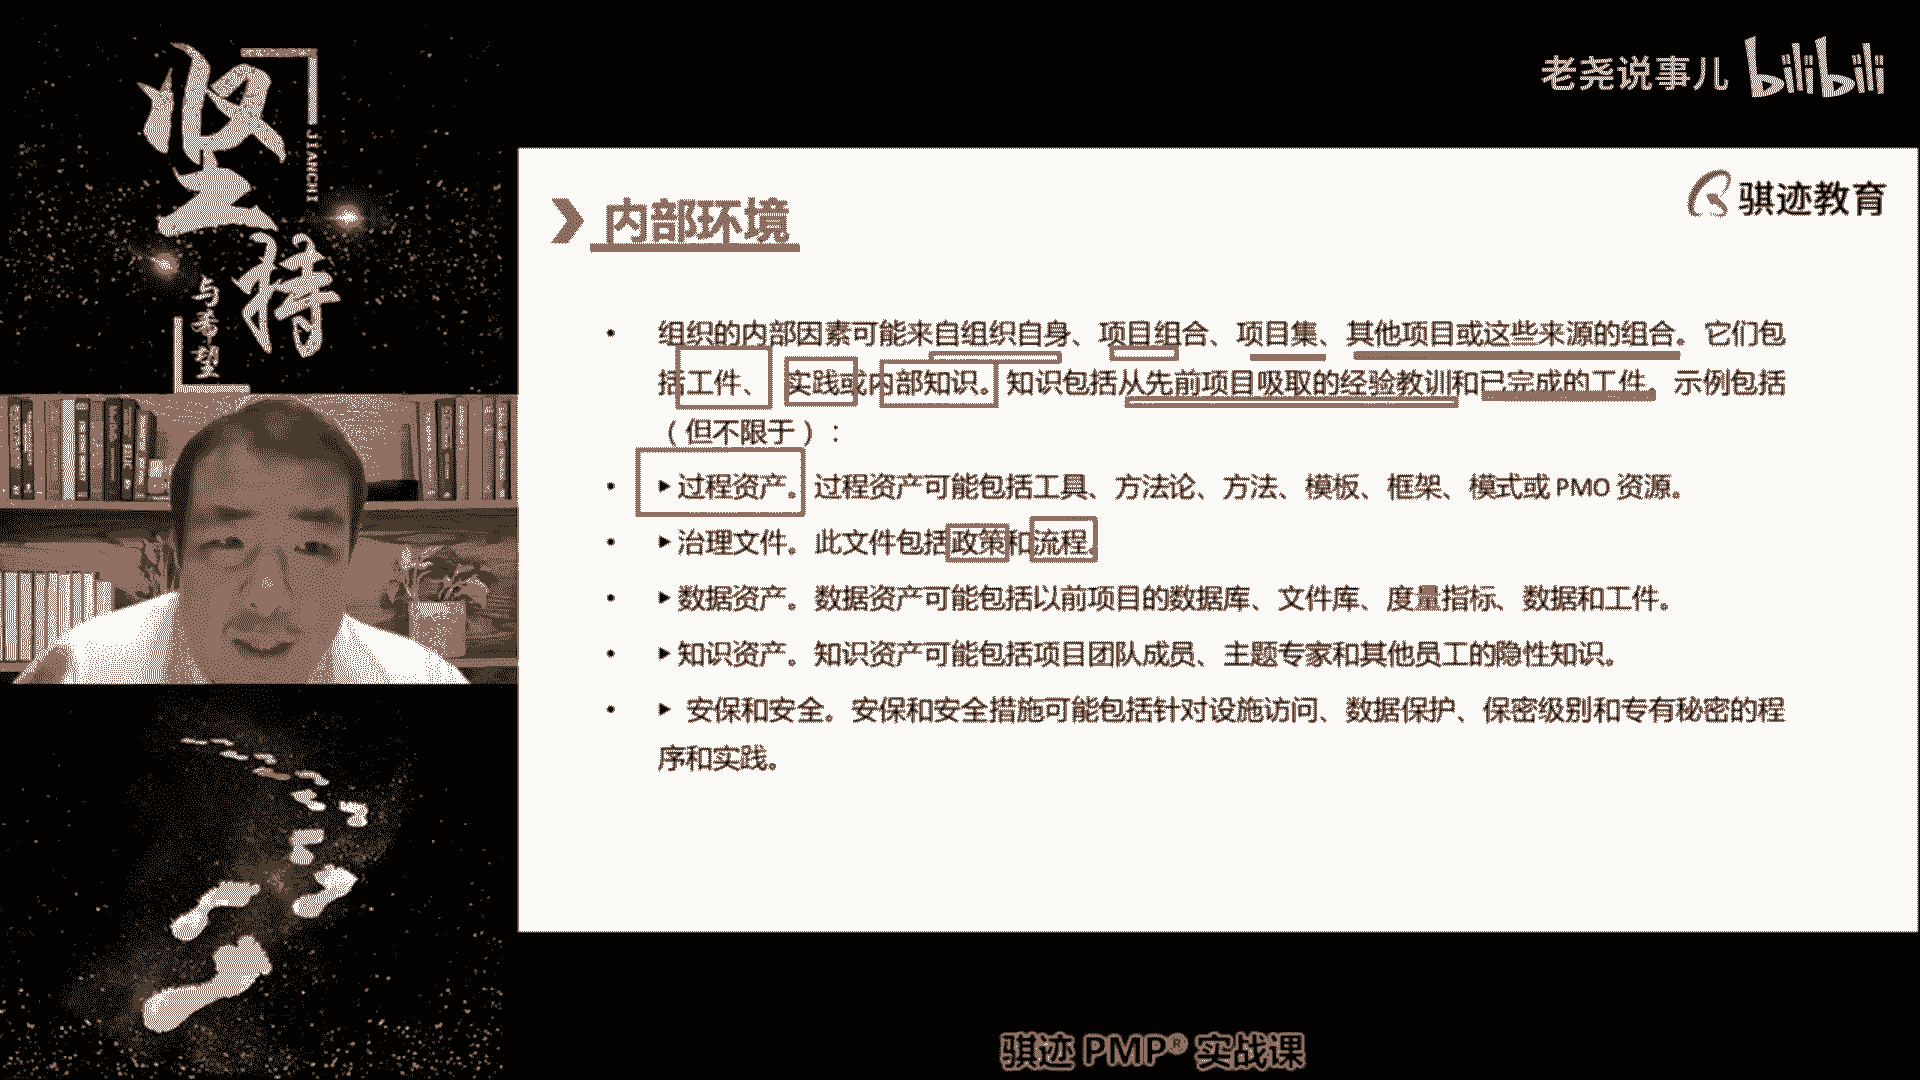 坚
持
JIANCHI
与希望
老尧说事儿 bilibili
骐迹教育
内部环境
• 组织的内部因素可能来自组织自身、项目组合、项目集、其他项目或这些来源的组合。它们包
括工件、实践或内部知识。知识包括从先前项目吸取的经验教训和已完成的工件。示例包括
（但不限于）：
• ▸过程资产。过程资产可能包括工具、方法论、方法、模板、框架、模式或 PMO 资源。
• ▸治理文件。此文件包括政策和流程。
• ▸数据资产。数据资产可能包括以前项目的数据库、文件库、度量指标、数据和工件。
• ▸知识资产。知识资产可能包括项目团队成员、主题专家和其他员工的隐性知识。
• ▸ 安保和安全。安保和安全措施可能包括针对设施访问、数据保护、保密级别和专有秘密的程
序和实践。
骐迹 PMP® 实战课